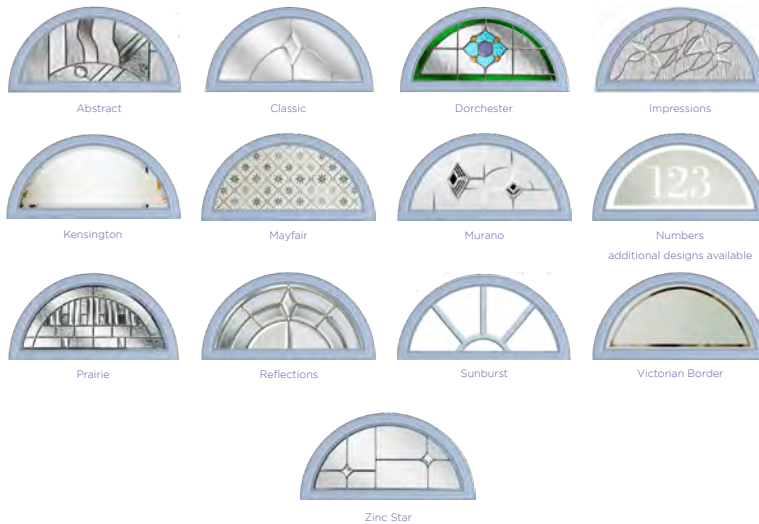 Abstract
Classic
Dorchester
Impressions
Kensington
Mayfair
Murano
123
Numbers
additional designs available
Prairie
Reflections
Sunburst
Victorian Border
Zinc Star